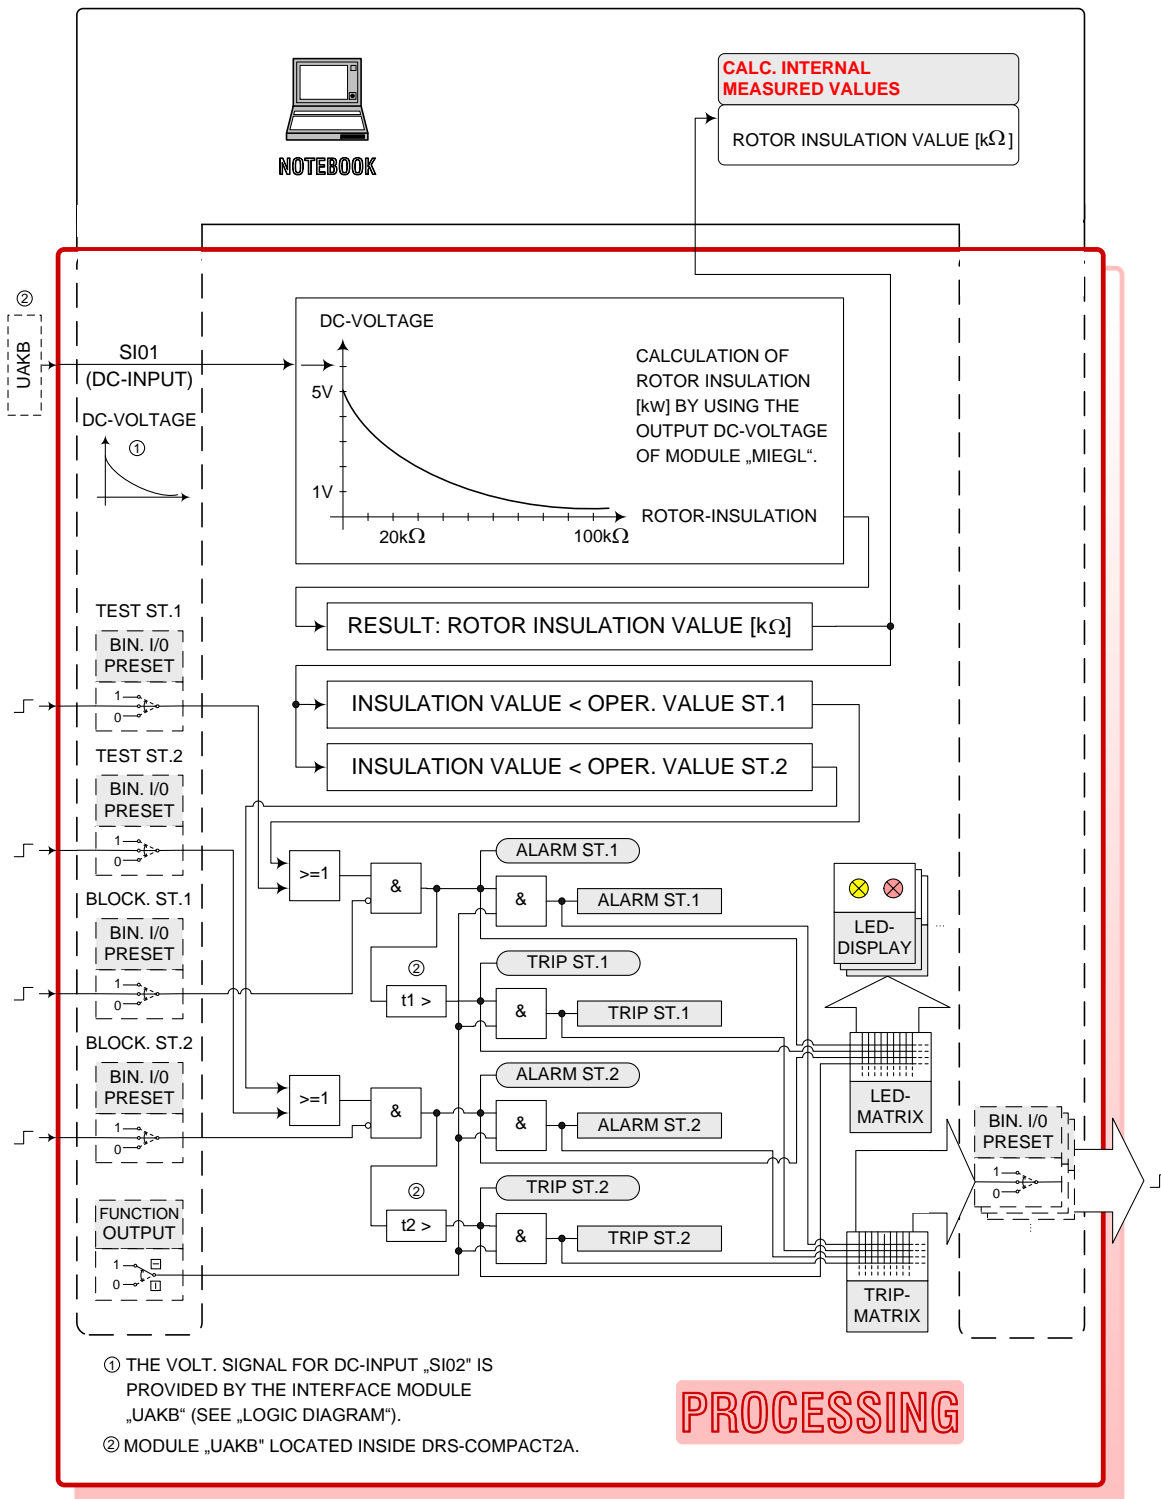 CALC. INTERNAL
MEASURED VALUES
ROTOR INSULATION VALUE [kΩ]
NOTEBOOK
②
UAKB
SI01
(DC-INPUT)
DC-VOLTAGE
①
DC-VOLTAGE
5V
1V
20kΩ
100kΩ
ROTOR-INSULATION
CALCULATION OF
ROTOR INSULATION
[kw] BY USING THE
OUTPUT DC-VOLTAGE
OF MODULE „MIEGL“.
RESULT: ROTOR INSULATION VALUE [kΩ]
INSULATION VALUE < OPER. VALUE ST.1
INSULATION VALUE < OPER. VALUE ST.2
TEST ST.1
BIN. I/0
PRESET
1
0
TEST ST.2
BIN. I/0
PRESET
1
0
BLOCK. ST.1
BIN. I/0
PRESET
1
0
BLOCK. ST.2
BIN. I/0
PRESET
1
0
FUNCTION
OUTPUT
1
0
>=1
&
ALARM ST.1
&
ALARM ST.1
②
t1 >
TRIP ST.1
&
TRIP ST.1
>=1
&
ALARM ST.2
&
ALARM ST.2
②
t2 >
TRIP ST.2
&
TRIP ST.2
LED-
DISPLAY
...
LED-
MATRIX
TRIP-
MATRIX
BIN. I/0
PRESET
1
0
...
① THE VOLT. SIGNAL FOR DC-INPUT „SI02" IS
PROVIDED BY THE INTERFACE MODULE
„UAKB“ (SEE „LOGIC DIAGRAM“).
② MODULE „UAKB" LOCATED INSIDE DRS-COMPACT2A.
PROCESSING